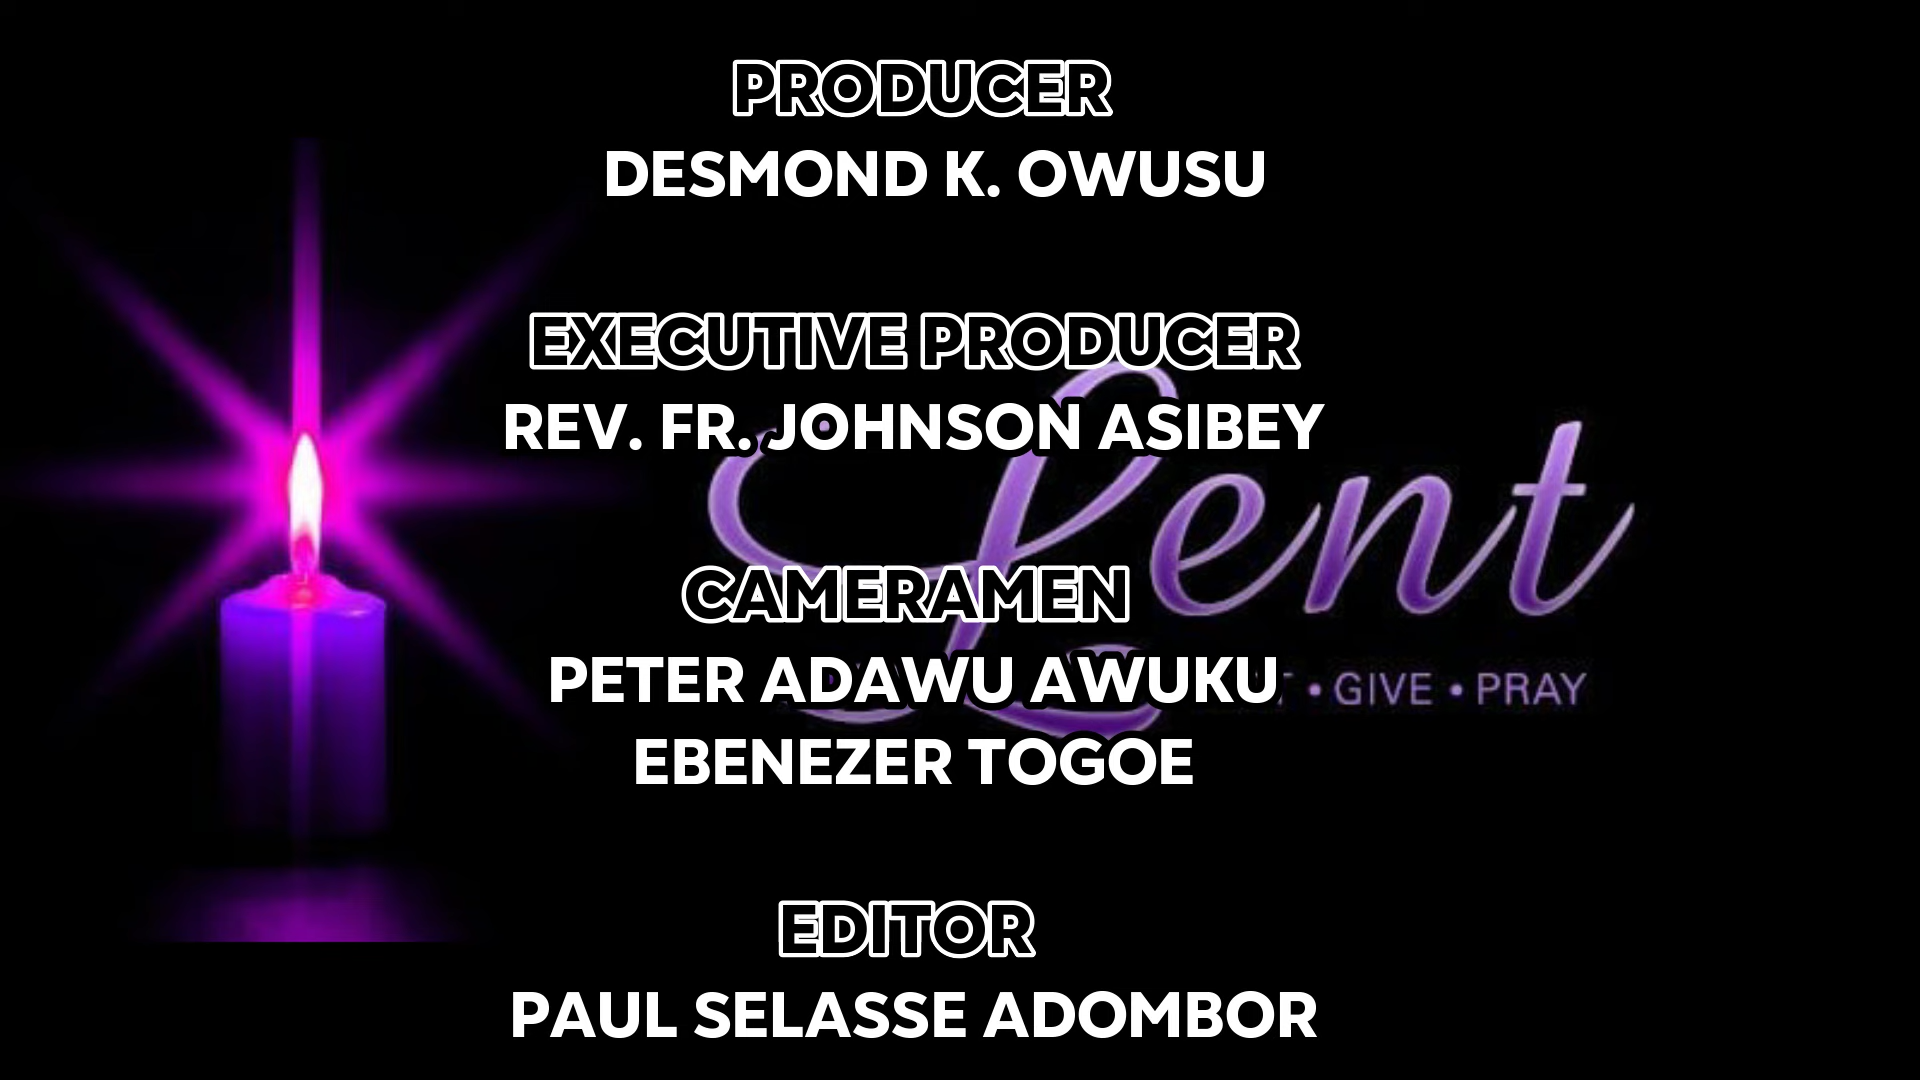 PRODUCER
DESMOND K. OWUSU
EXECUTIVE PRODUCER
REV. FR. JOHNSON ASIBEY
Lent
CAMERAMEN
PETER ADAWU AWUKU
• GIVE • PRAY
EBENEZER TOGOE
EDITOR
PAUL SELASSE ADOMBOR